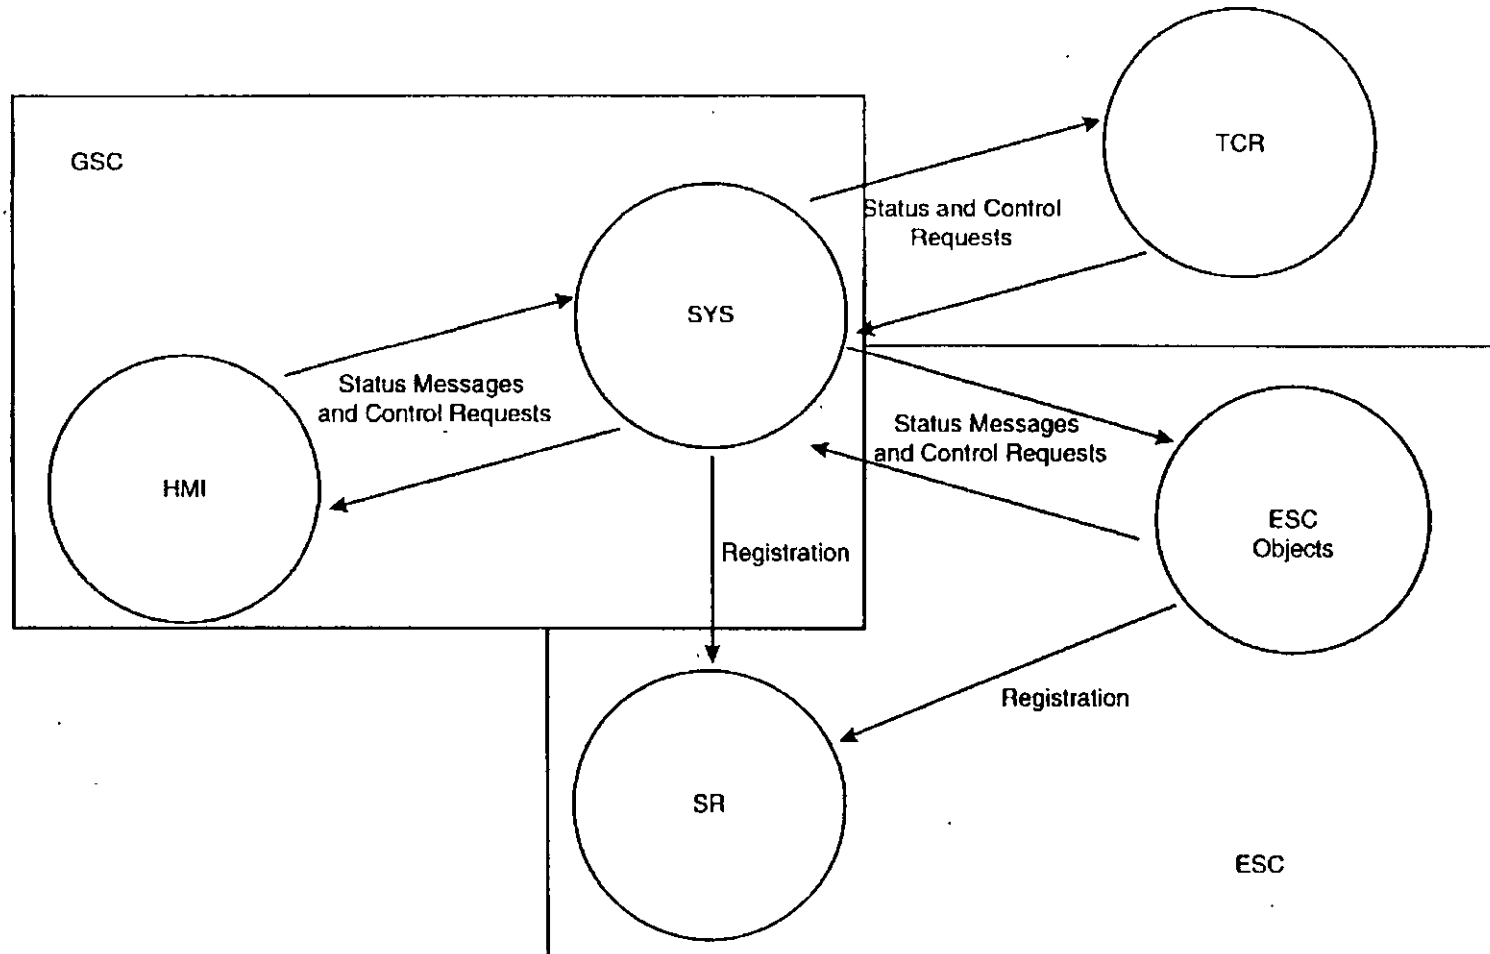 TCR
GSC
Status and Control
Requests
SYS
Status Messages
and Control Requests
Status Messages
and Control Requests
HMI
ESC
Objects
Registration
Registration
SR
ESC